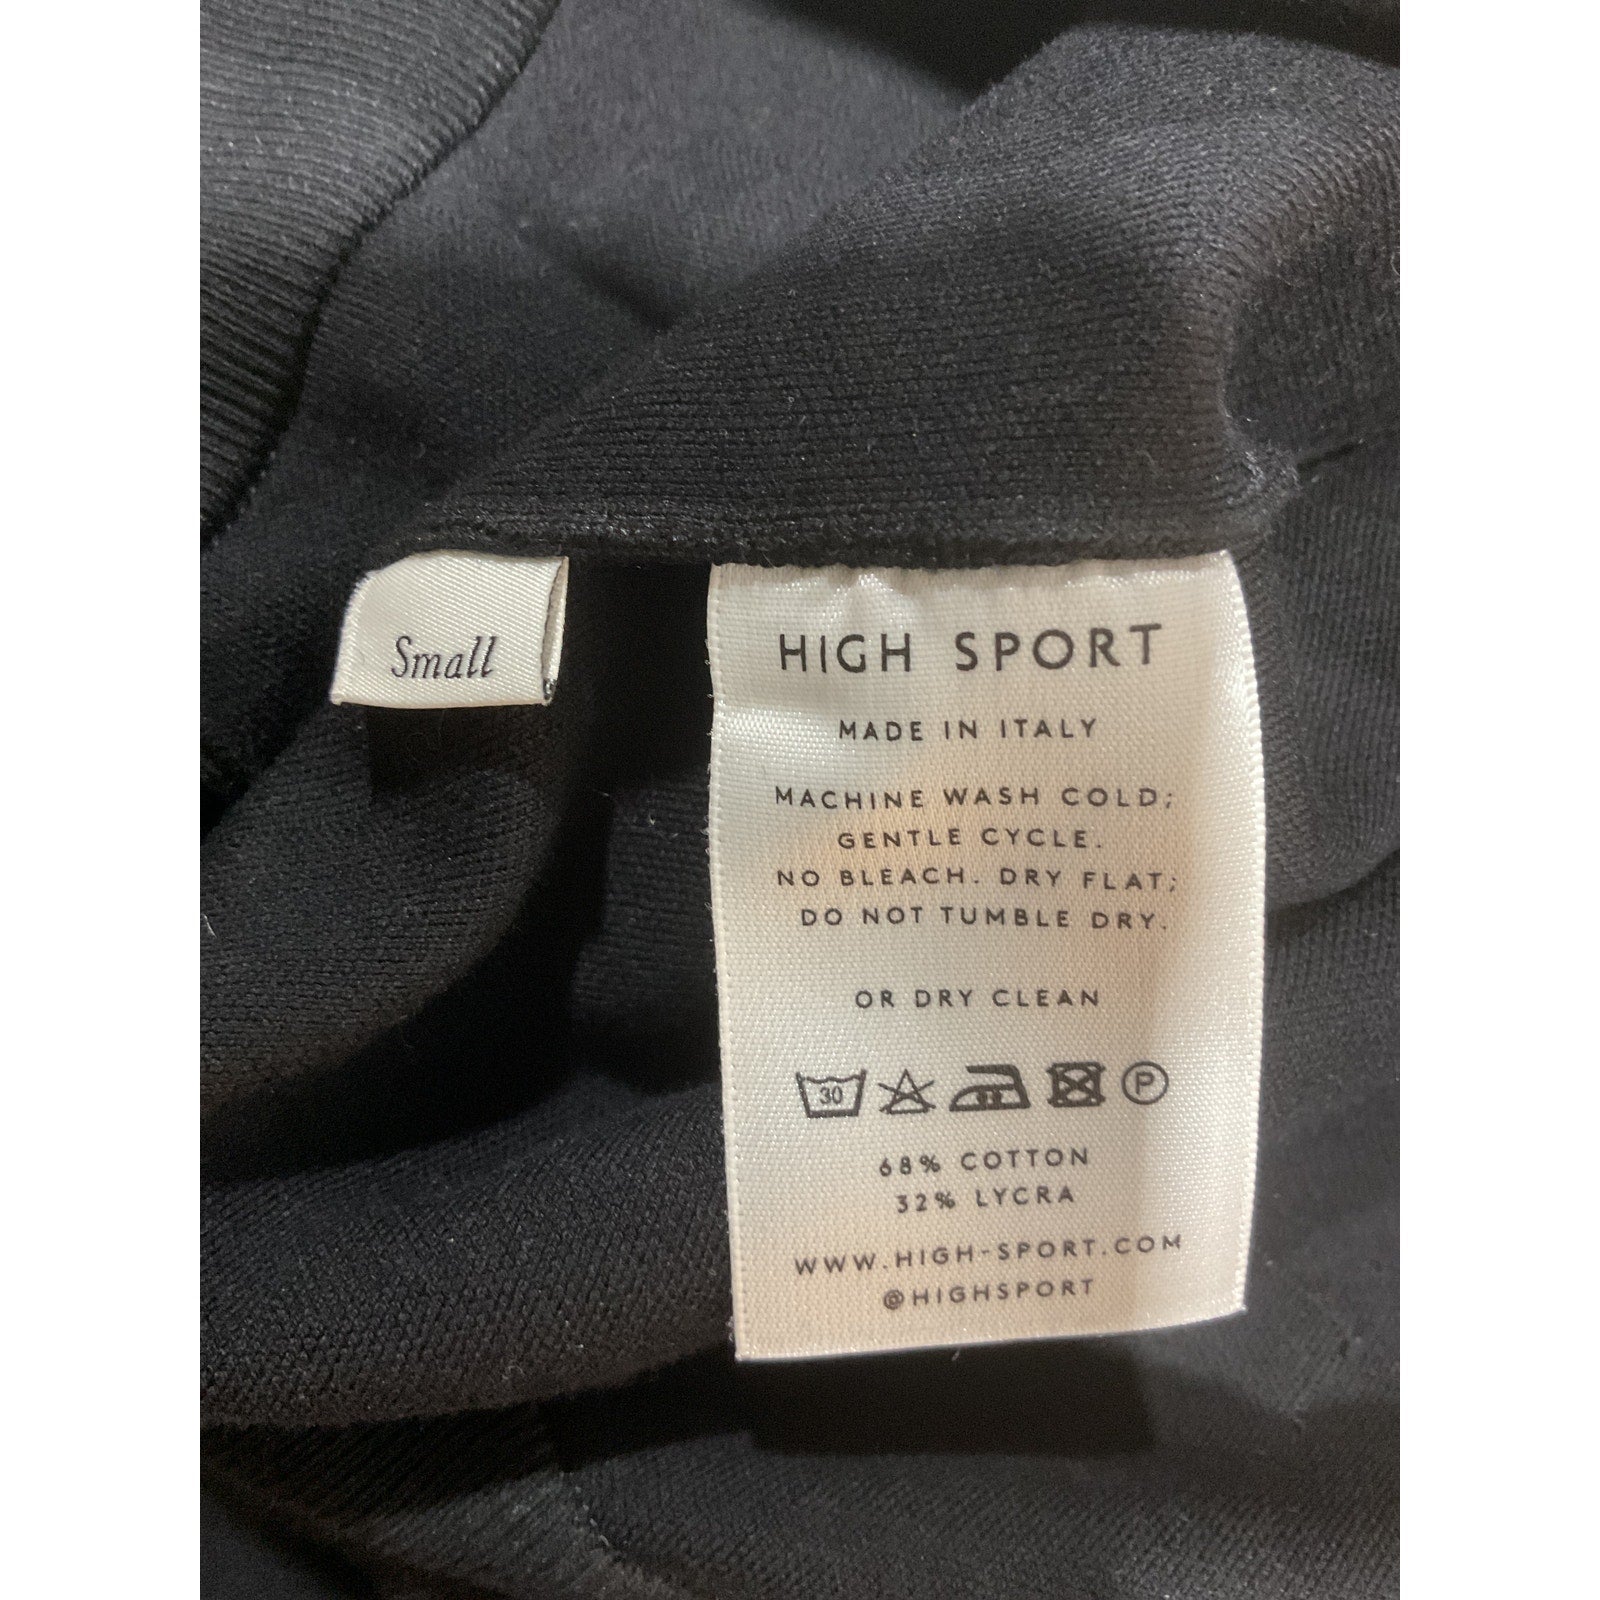 Small
HIGH SPORT
MADE IN ITALY
MACHINE WASH COLD;
GENTLE CYCLE.
NO BLEACH. DRY FLAT;
DO NOT TUMBLE DRY.
OR DRY CLEAN
30
P
68% COTTON
32% LYCRA
WWW.HIGH-SPORT.COM
@HIGHSPORT